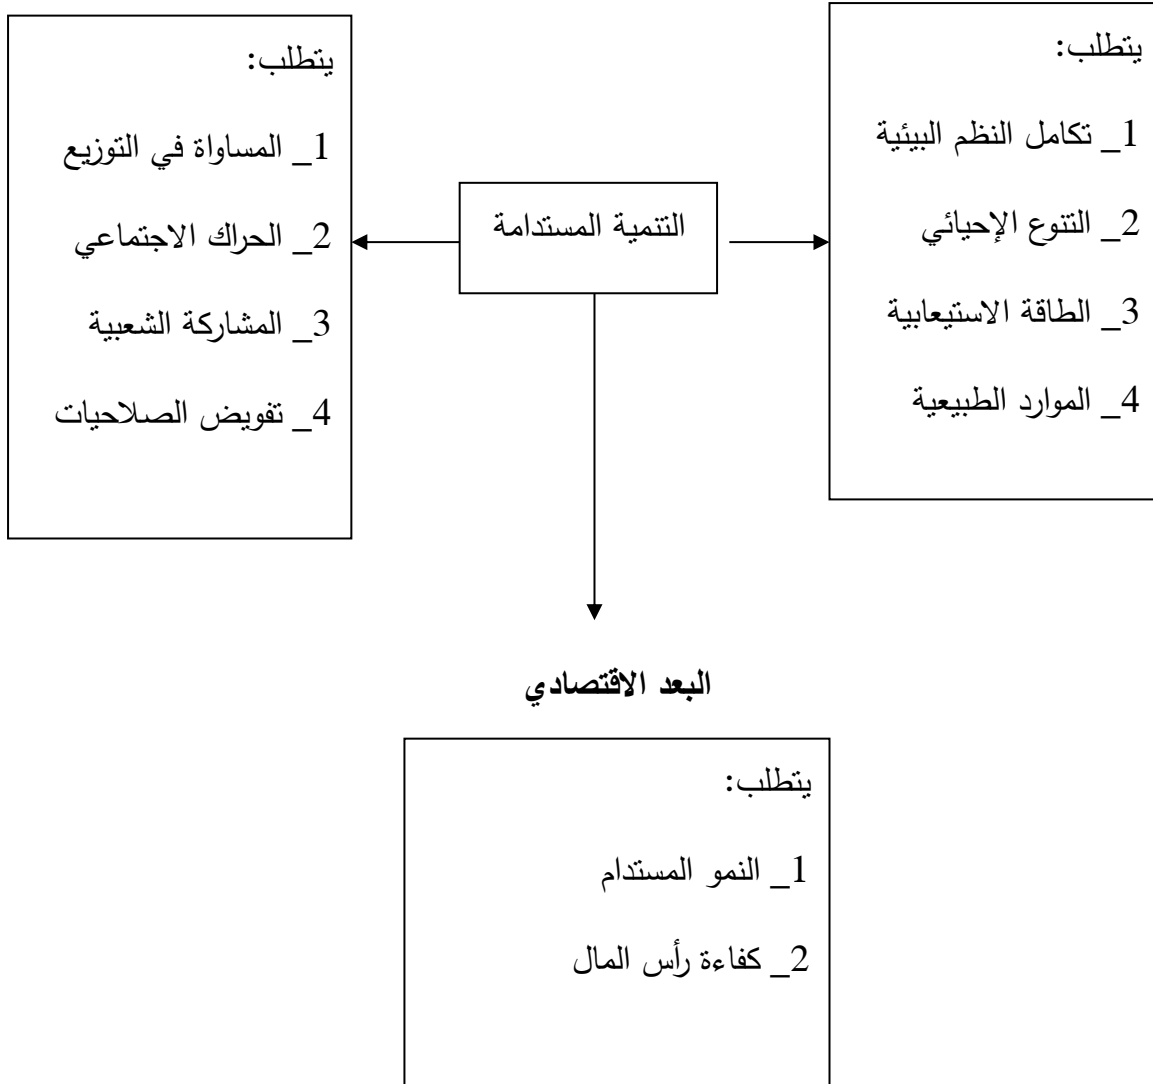 يتطلب:
1_ تكامل النظم البيئية
2_ التنوع الإحيائي
3_ الطاقة الاستيعابية
4_ الموارد الطبيعية
التنمية المستدامة
يتطلب:
1_ المساواة في التوزيع
2_ الحراك الاجتماعي
3_ المشاركة الشعبية
4_ تفويض الصلاحيات
البعد الاقتصادي
يتطلب:
1_ النمو المستدام
2_ كفاءة رأس المال